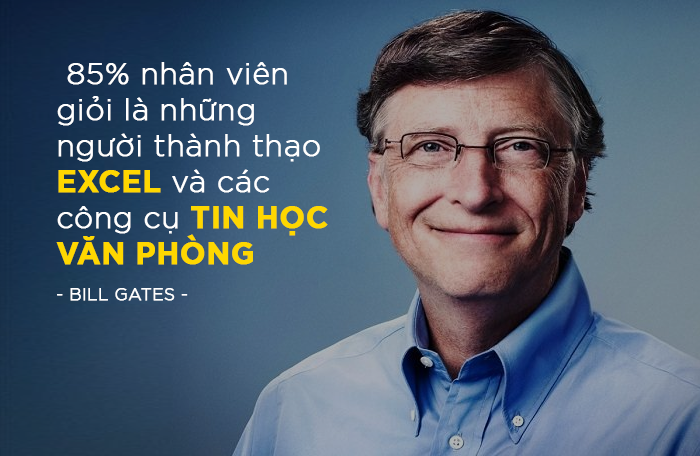 85% nhân viên
giỏi là những
người thành thạo
EXCEL và các
công cụ TIN HỌC
VĂN PHÒNG
- BILL GATES -